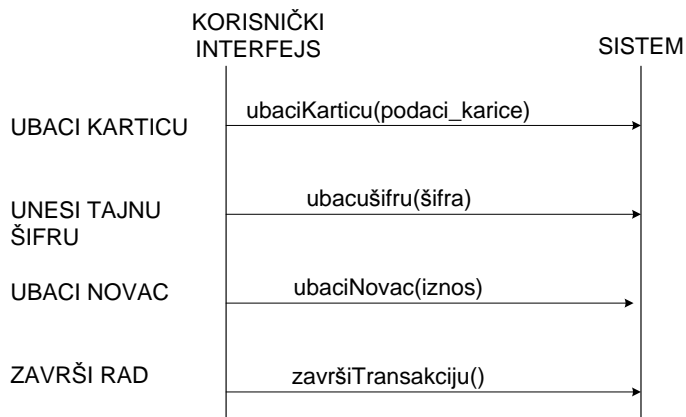 KORISNIČKI
INTERFEJS
SISTEM
UBACI KARTICU
ubaciKarticu(podaci_karice)
UNESI TAJNU
ŠIFRU
ubacušifru(šifra)
UBACI NOVAC
ubaciNovac(iznos)
ZAVRŠI RAD
završiTransakciju()